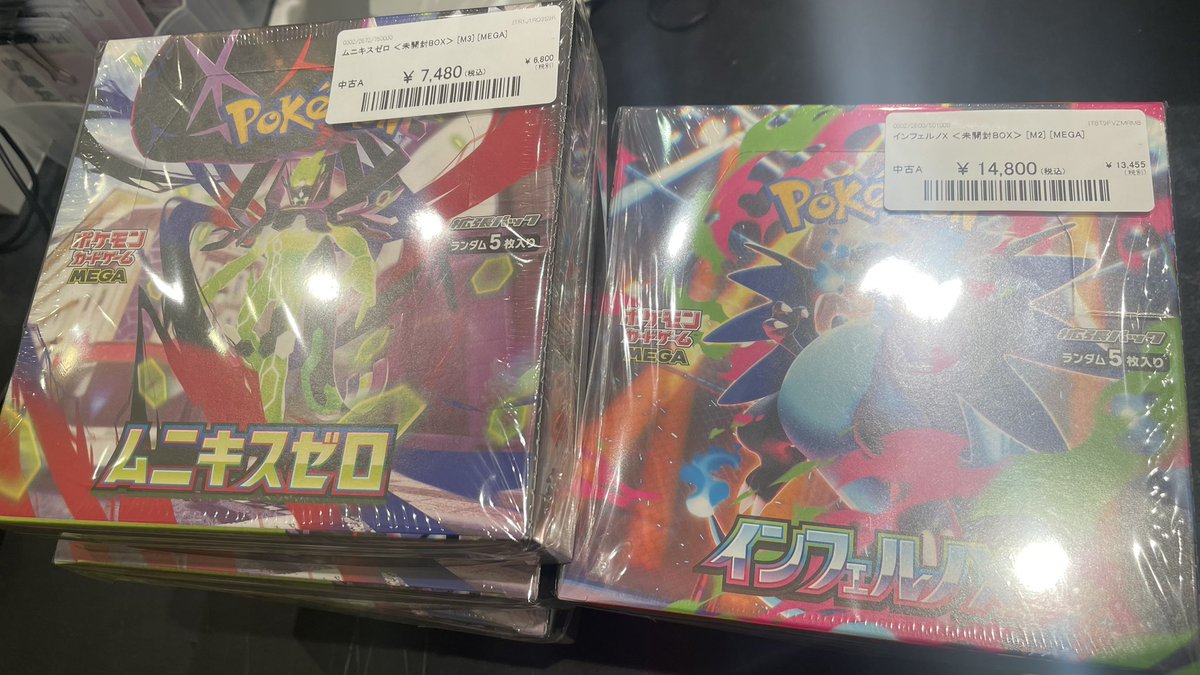 ムニキスゼロ <未開封BOX> [M3] [MEGA]
中古A
¥ 7,480(税込)
¥ 6,800
(税別)
Poké
ポケモン
カードゲーム
MEGA
拡張パック
ランダム5枚入り
ムニキスゼロ
インフェルノX <未開封BOX> [M2] [MEGA]
中古A
¥ 14,800(税込)
¥ 13,455
(税別)
Poké
ポケモン
カードゲーム
MEGA
拡張パック
ランダム5枚入り
インフェルノX